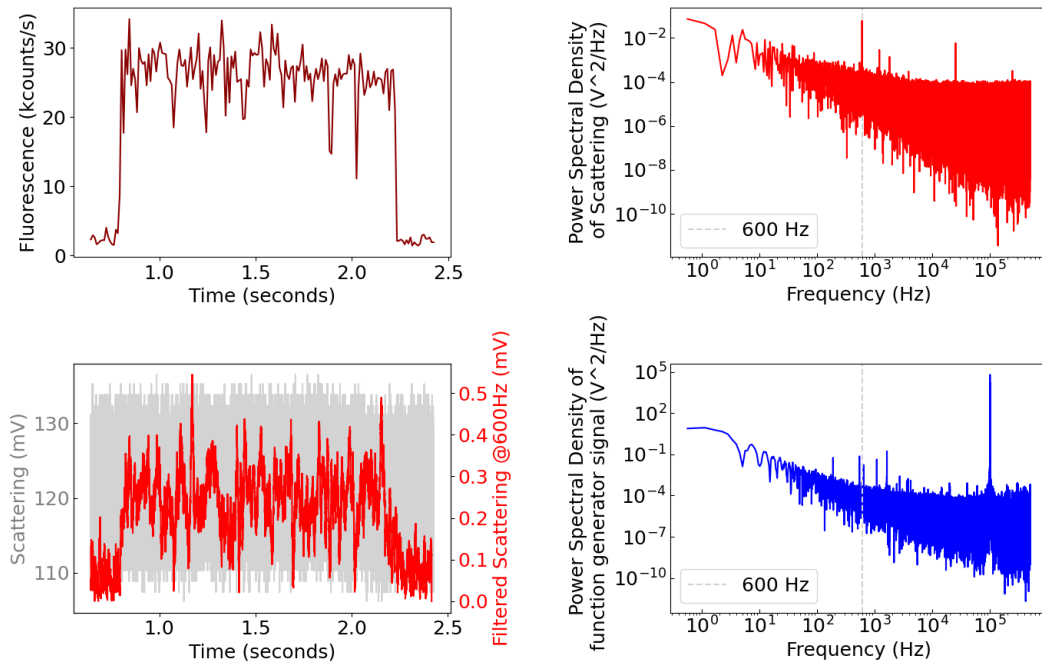 Fluorescence (kcounts/s)
30
20
10
0
1.0 1.5 2.0 2.5
Time (seconds)
Power Spectral Density
of Scattering (V^2/Hz)
10^-2
10^-4
10^-6
10^-8
10^-10
600 Hz
10^0 10^1 10^2 10^3 10^4 10^5
Frequency (Hz)
Scattering (mV)
130
120
110
1.0 1.5 2.0 2.5
Time (seconds)
0.5
0.4
0.3
0.2
0.1
0.0
Filtered Scattering @600Hz (mV)
Power Spectral Density of
function generator signal (V^2/Hz)
10^5
10^2
10^-1
10^-4
10^-7
10^-10
600 Hz
10^0 10^1 10^2 10^3 10^4 10^5
Frequency (Hz)